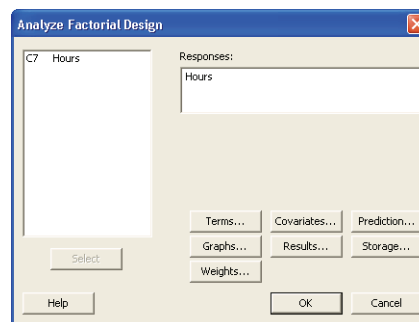 Analyze Factorial Design
C7 Hours
Responses:
Hours
Terms...
Covariates...
Prediction...
Graphs...
Results...
Storage...
Select
Weights...
Help
OK
Cancel